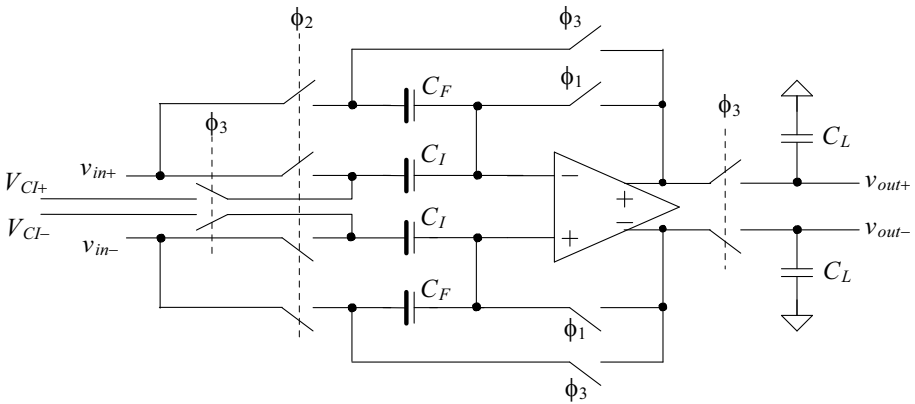 ϕ3
ϕ2
CF
ϕ1
ϕ3
ϕ3
CL
vin+
CI
−
VCI+
+
−
vout+
VCI−
vin−
CI
+
vout−
CF
CL
ϕ1
ϕ3